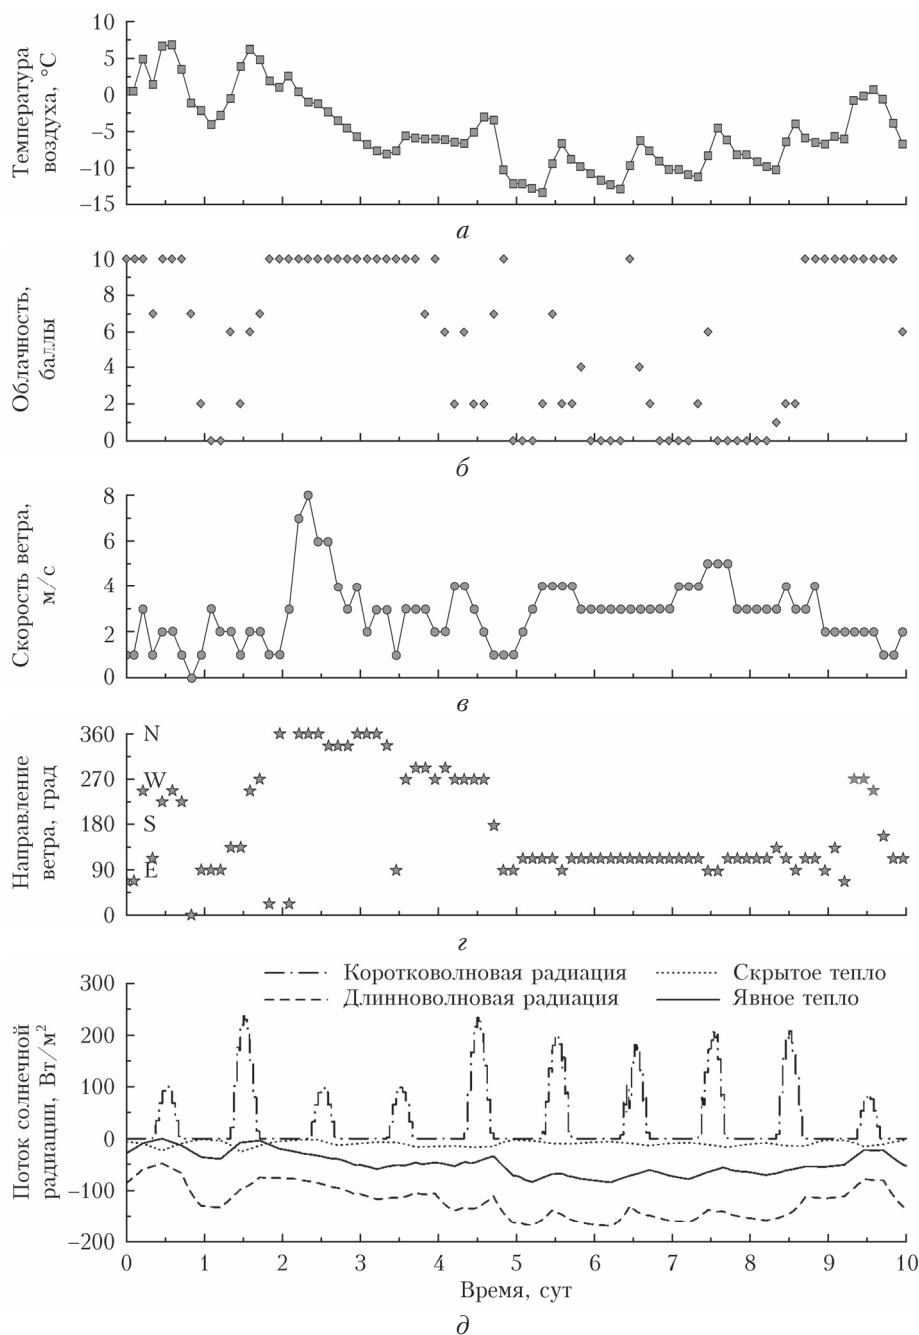 Температура
воздуха, °С
10
5
0
−5
−10
−15
а
Облачность,
баллы
10
8
6
4
2
0
б
Скорость ветра,
м/с
8
6
4
2
0
в
Направление
ветра, град
360
270
180
90
0
N
W
S
E
г
Поток солнечной
радиации, Вт/м²
300
200
100
0
−100
−200
Коротковолновая радиация
Длинноволновая радиация
Скрытое тепло
Явное тепло
0 1 2 3 4 5 6 7 8 9 10
Время, сут
д